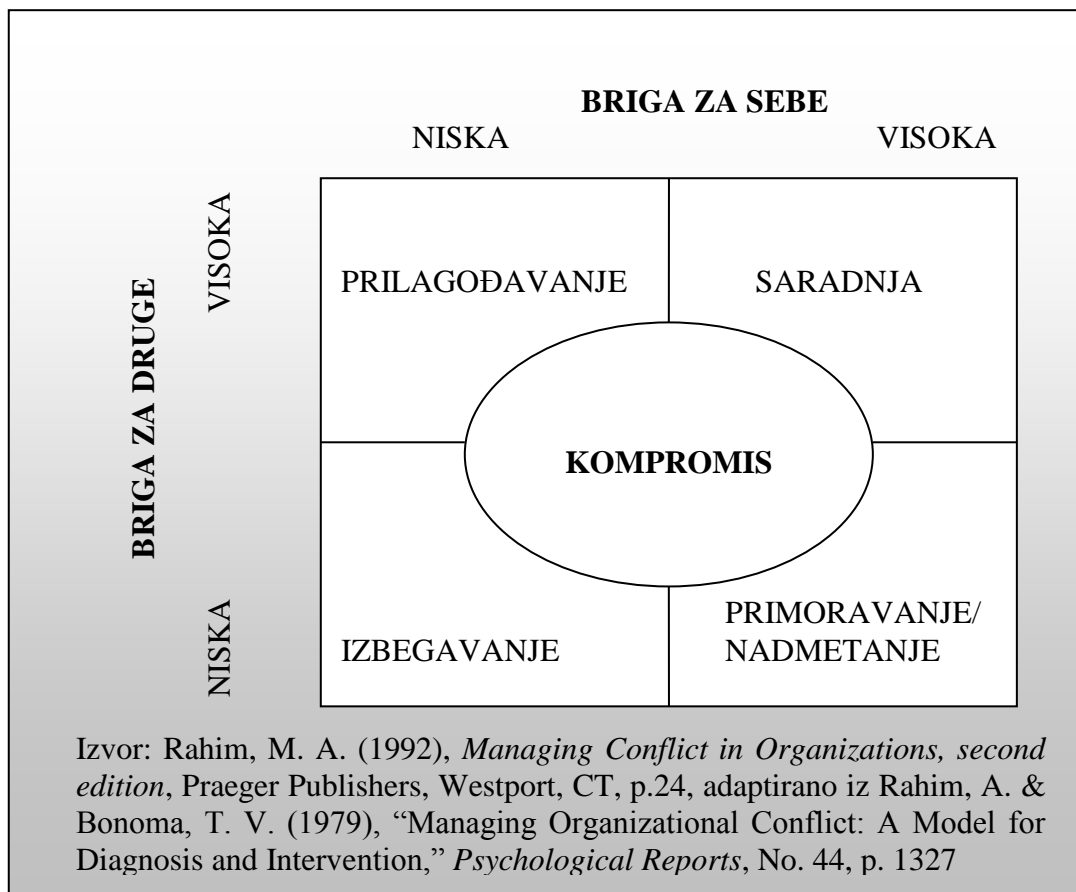 BRIGA ZA SEBE
NISKA VISOKA
BRIGA ZA DRUGE
VISOKA
NISKA
PRILAGOĐAVANJE SARADNJA
KOMPROMIS
IZBEGAVANJE
PRIMORAVANJE/
NADMETANJE
Izvor: Rahim, M. A. (1992), Managing Conflict in Organizations, second
edition, Praeger Publishers, Westport, CT, p.24, adaptirano iz Rahim, A. &
Bonoma, T. V. (1979), “Managing Organizational Conflict: A Model for
Diagnosis and Intervention,” Psychological Reports, No. 44, p. 1327